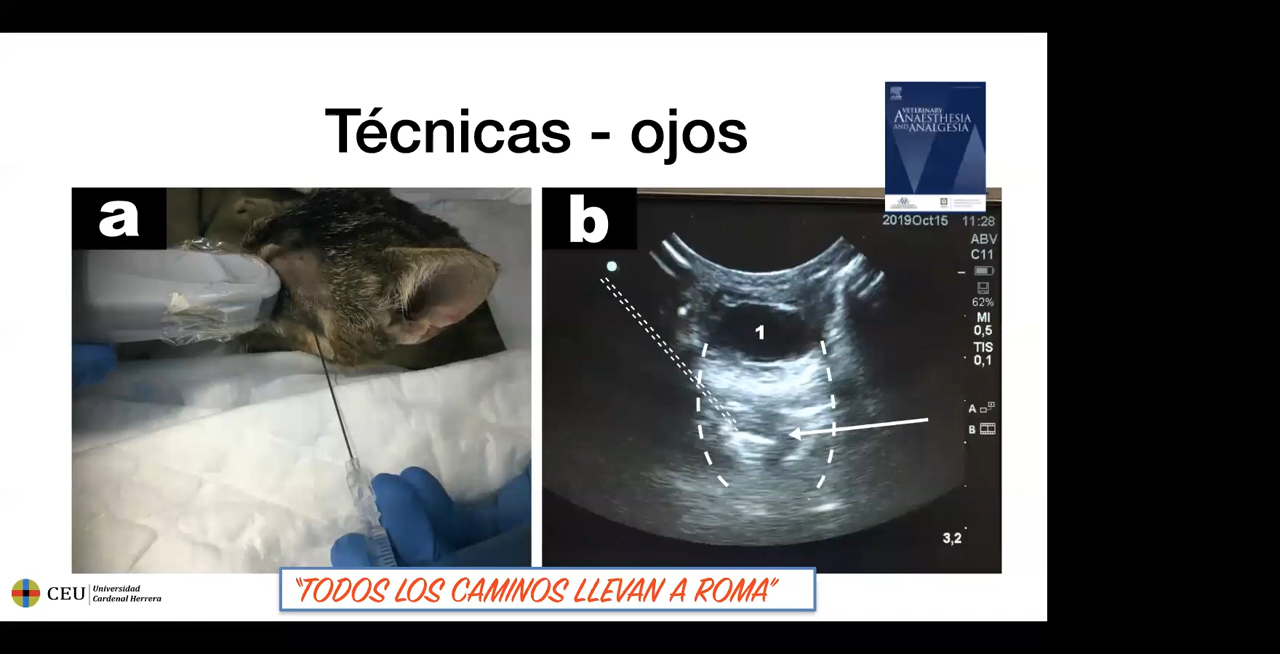 Técnicas - ojos
VETERINARY
ANAESTHESIA
AND ANALGESIA
a
b
2019Oct15 11:28
ABV
C11
62%
MI
0,5
TIS
0,1
1
A
B
3,2
CEU Universidad
Cardenal Herrera
"TODOS LOS CAMINOS LLEVAN A ROMA"